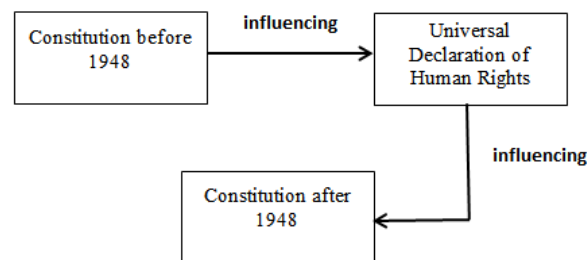 influencing
Constitution before
1948
Universal
Declaration of
Human Rights
influencing
Constitution after
1948